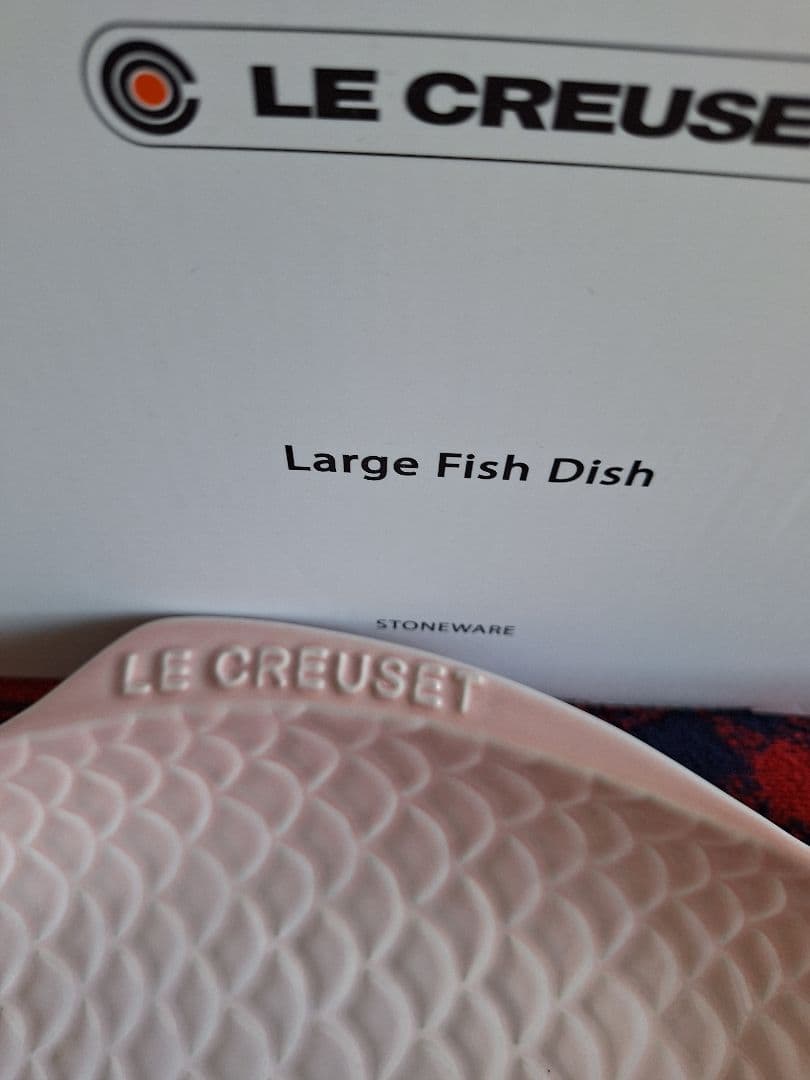 LE CREUSE
Large Fish Dish
STONEWARE
LE CREUSET